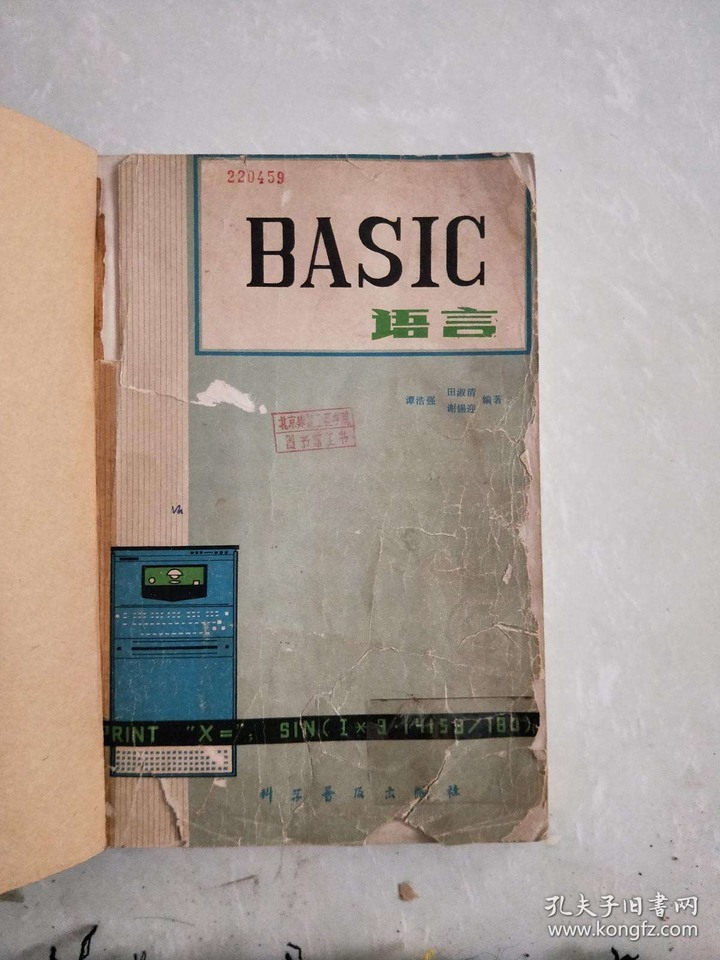 220459
BASIC
语言
谭浩强 田淑清 谢锡迎 编著
PRINT "X="; SIN(I*3.14159/180)
科学普及出版社
孔夫子旧书网
www.kongfz.com